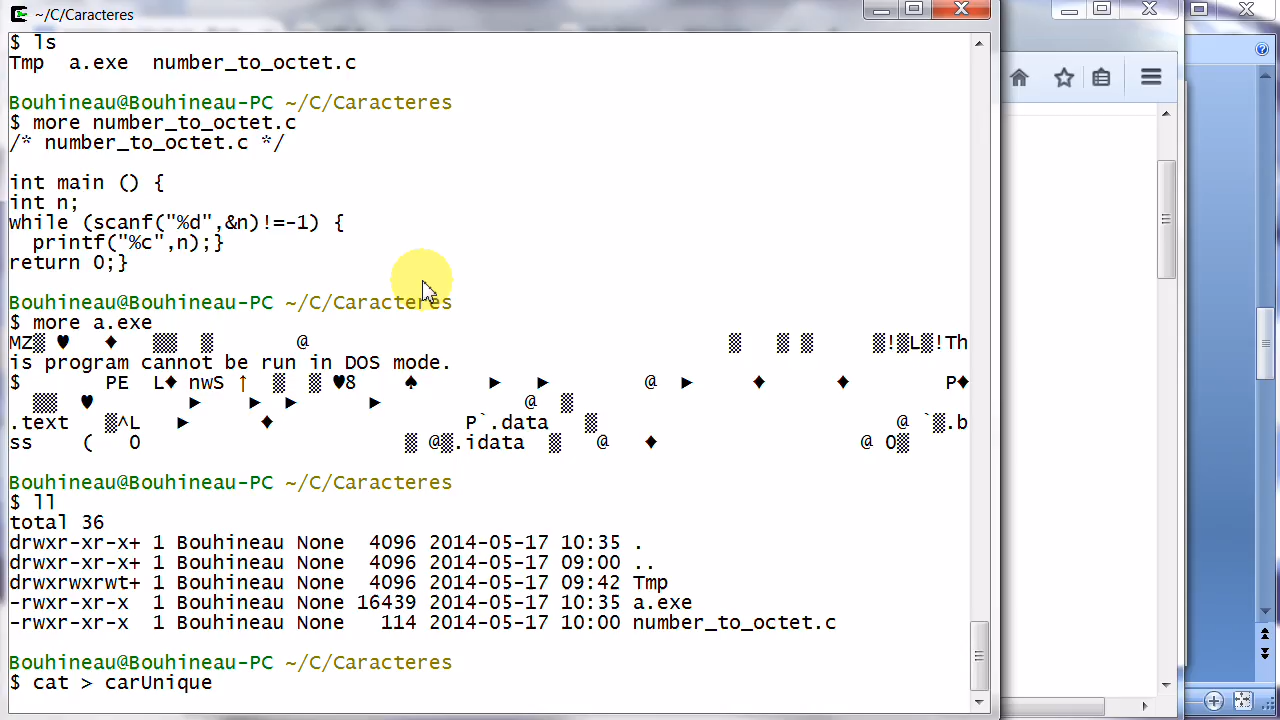 ~/C/Caracteres
$ ls
Tmp  a.exe  number_to_octet.c
Bouhineau@Bouhineau-PC ~/C/Caracteres
$ more number_to_octet.c
/* number_to_octet.c */
int main () {
int n;
while (scanf("%d",&n)!=-1) {
  printf("%c",n);}
return 0;}
Bouhineau@Bouhineau-PC ~/C/Caracteres
$ more a.exe
MZ▒ ♥   ♦   ▒▒  ▒       @                                   ▒   ▒ ▒     ▒!▒L▒!Th
is program cannot be run in DOS mode.
$       PE  L♦ nwS ↑  ▒  ▒ ♥8    ♠      ►   ►        @  ►     ♦      ♦        P♦
  ▒▒  ♥        ►    ►  ►      ►            @  ▒
.text   ▒^L   ►      ♦                P`.data   ▒                         @ `▒.b
ss    (   0                      ▒ @▒.idata  ▒   @   ♦                 @ 0▒
Bouhineau@Bouhineau-PC ~/C/Caracteres
$ ll
total 36
drwxr-xr-x+ 1 Bouhineau None  4096 2014-05-17 10:35 .
drwxr-xr-x+ 1 Bouhineau None  4096 2014-05-17 09:00 ..
drwxrwxrwt+ 1 Bouhineau None  4096 2014-05-17 09:42 Tmp
-rwxr-xr-x  1 Bouhineau None 16439 2014-05-17 10:35 a.exe
-rwxr-xr-x  1 Bouhineau None   114 2014-05-17 10:00 number_to_octet.c
Bouhineau@Bouhineau-PC ~/C/Caracteres
$ cat > carUnique